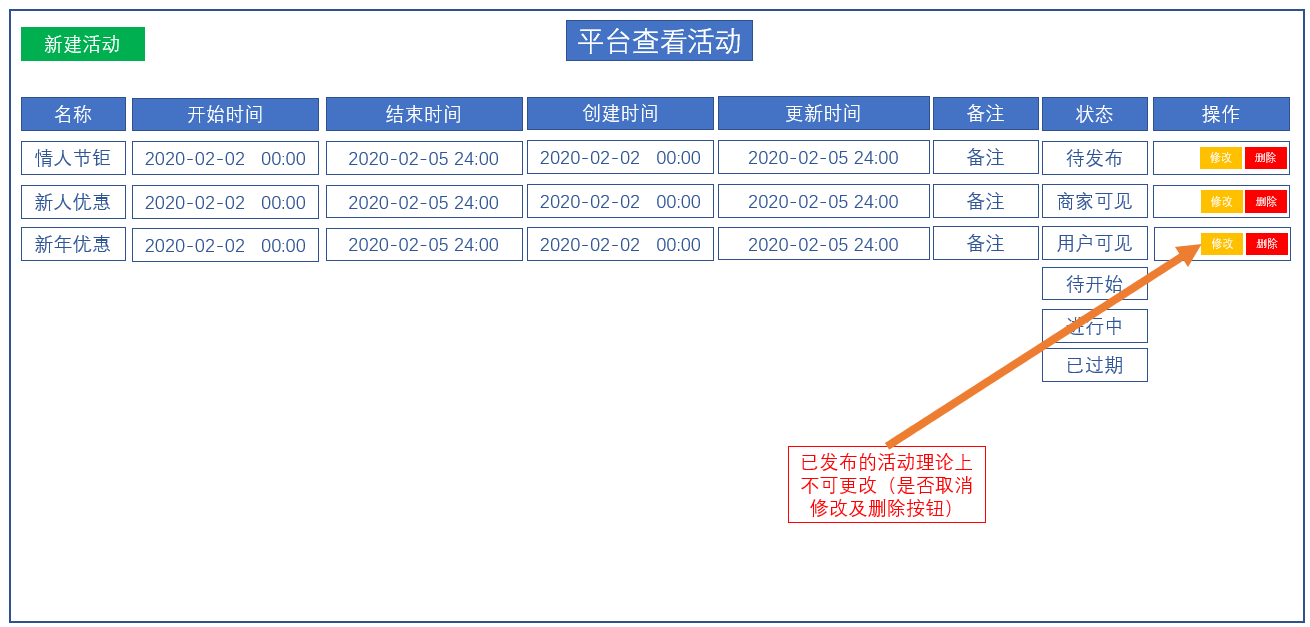 新建活动
平台查看活动
名称 开始时间 结束时间 创建时间 更新时间 备注 状态 操作
情人节钜 2020-02-02 00:00 2020-02-05 24:00 2020-02-02 00:00 2020-02-05 24:00 备注 待发布 修改 删除
新人优惠 2020-02-02 00:00 2020-02-05 24:00 2020-02-02 00:00 2020-02-05 24:00 备注 商家可见 修改 删除
新年优惠 2020-02-02 00:00 2020-02-05 24:00 2020-02-02 00:00 2020-02-05 24:00 备注 用户可见 修改 删除
待开始
进行中
已过期
已发布的活动理论上
不可更改（是否取消
修改及删除按钮）